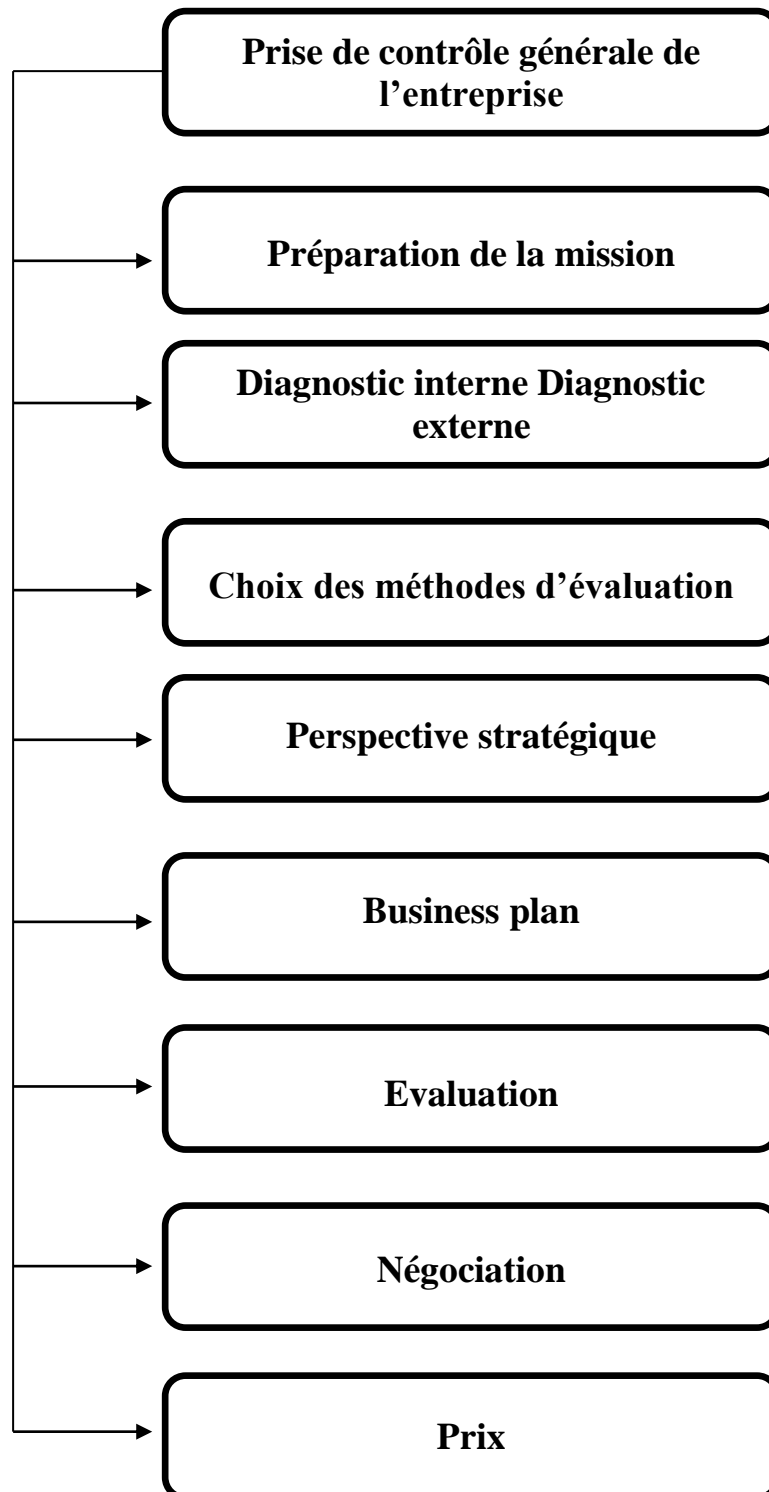 Prise de contrôle générale de
l’entreprise
Préparation de la mission
Diagnostic interne Diagnostic
externe
Choix des méthodes d’évaluation
Perspective stratégique
Business plan
Evaluation
Négociation
Prix